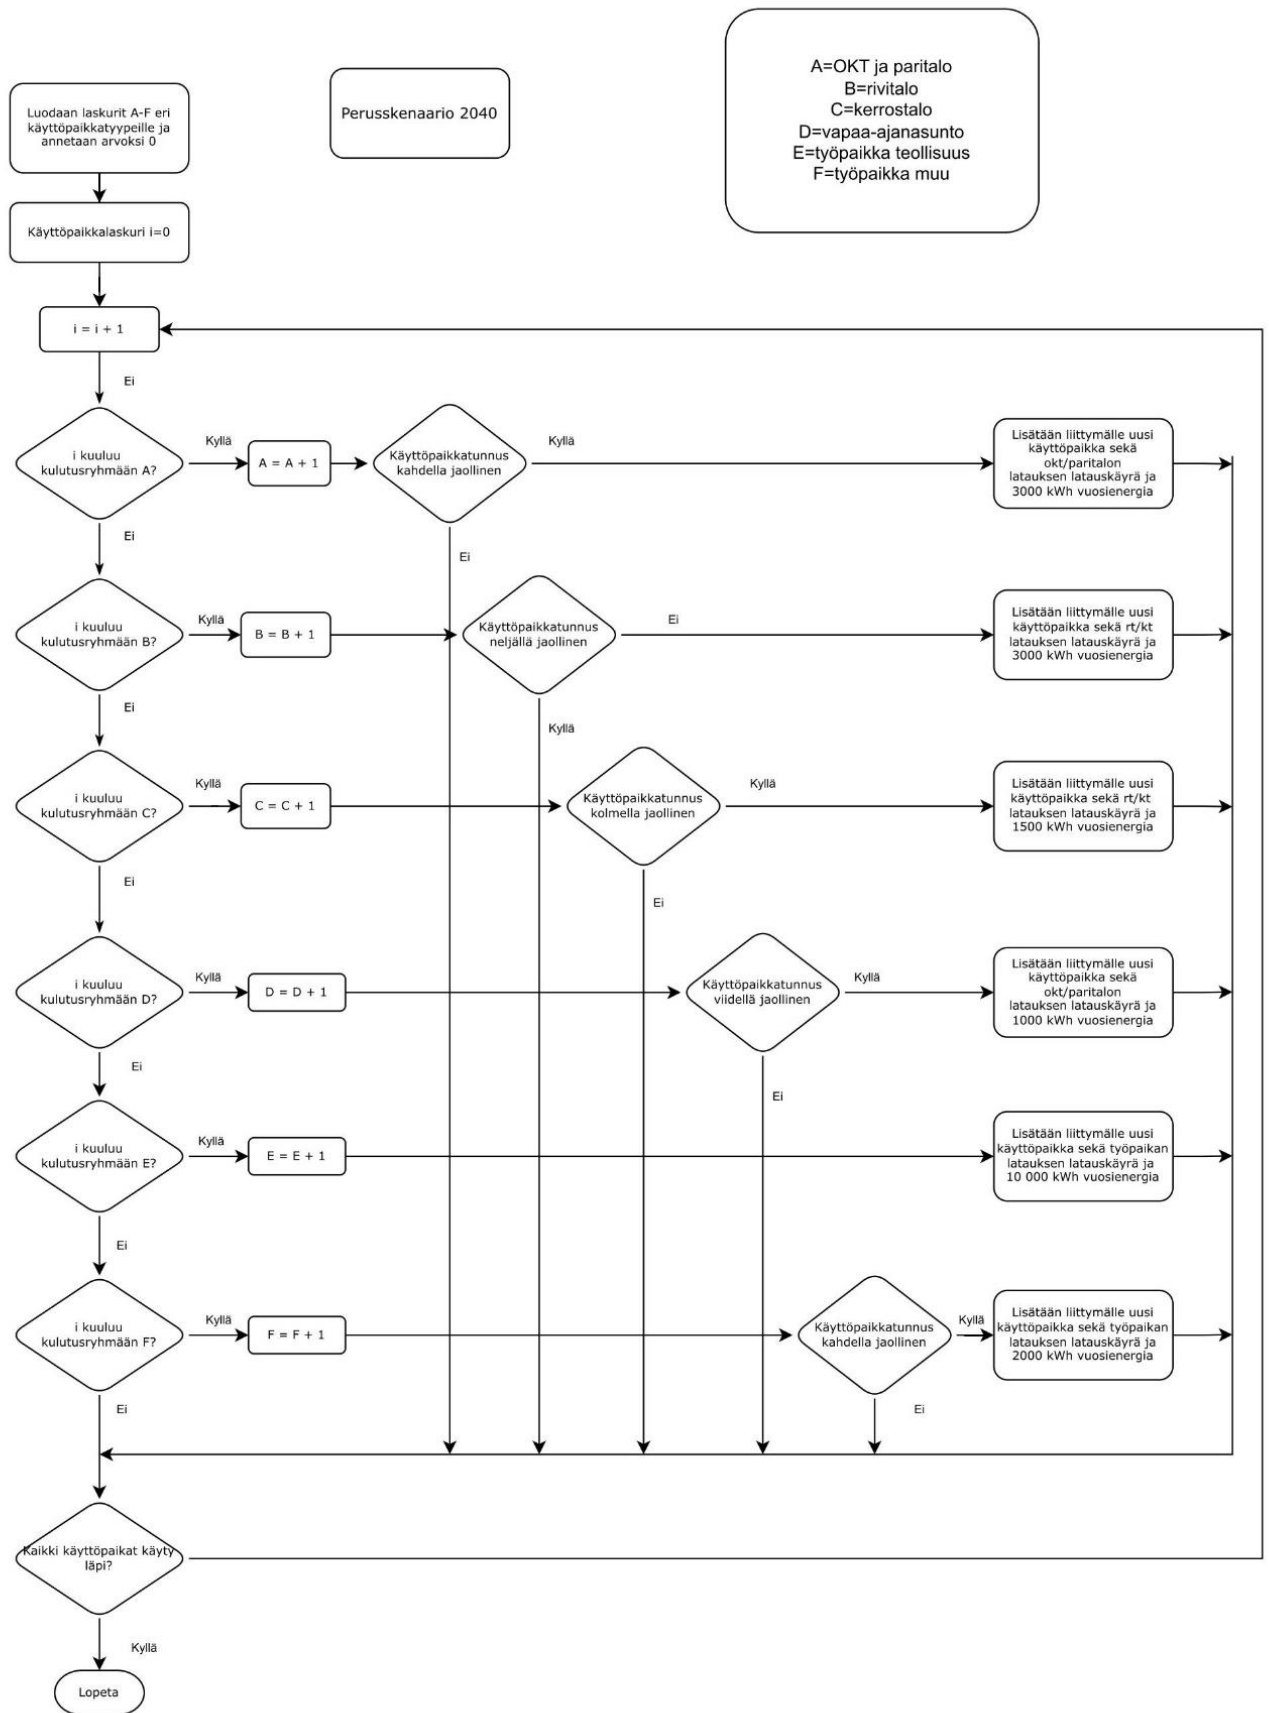 Luodaan laskurit A-F eri
käyttöpaikkatyypeille ja
annetaan arvoksi 0
Perusskenaario 2040
A=OKT ja paritalo
B=rivitalo
C=kerrostalo
D=vapaa-ajanasunto
E=työpaikka teollisuus
F=työpaikka muu
Käyttöpaikkalaskuri i=0
i = i + 1
Ei
i kuuluu
kulutusryhmään A?
Kyllä
A = A + 1
Käyttöpaikkatunnus
kahdella jaollinen
Kyllä
Lisätään liittymälle uusi
käyttöpaikka sekä
okt/paritalon
latauksen latauskäyrä ja
3000 kWh vuosienergia
Ei
Ei
i kuuluu
kulutusryhmään B?
Kyllä
B = B + 1
Käyttöpaikkatunnus
neljällä jaollinen
Ei
Lisätään liittymälle uusi
käyttöpaikka sekä rt/kt
latauksen latauskäyrä ja
3000 kWh vuosienergia
Ei
Kyllä
i kuuluu
kulutusryhmään C?
Kyllä
C = C + 1
Käyttöpaikkatunnus
kolmella jaollinen
Kyllä
Lisätään liittymälle uusi
käyttöpaikka sekä rt/kt
latauksen latauskäyrä ja
1500 kWh vuosienergia
Ei
Ei
i kuuluu
kulutusryhmään D?
Kyllä
D = D + 1
Käyttöpaikkatunnus
viidellä jaollinen
Kyllä
Lisätään liittymälle uusi
käyttöpaikka sekä
okt/paritalon
latauksen latauskäyrä ja
1000 kWh vuosienergia
Ei
Ei
i kuuluu
kulutusryhmään E?
Kyllä
E = E + 1
Lisätään liittymälle uusi
käyttöpaikka sekä työpaikan
latauksen latauskäyrä ja
10 000 kWh vuosienergia
Ei
i kuuluu
kulutusryhmään F?
Kyllä
F = F + 1
Käyttöpaikkatunnus
kahdella jaollinen
Kyllä
Lisätään liittymälle uusi
käyttöpaikka sekä työpaikan
latauksen latauskäyrä ja
2000 kWh vuosienergia
Ei
Ei
Kaikki käyttöpaikat käyty
läpi?
Kyllä
Lopeta